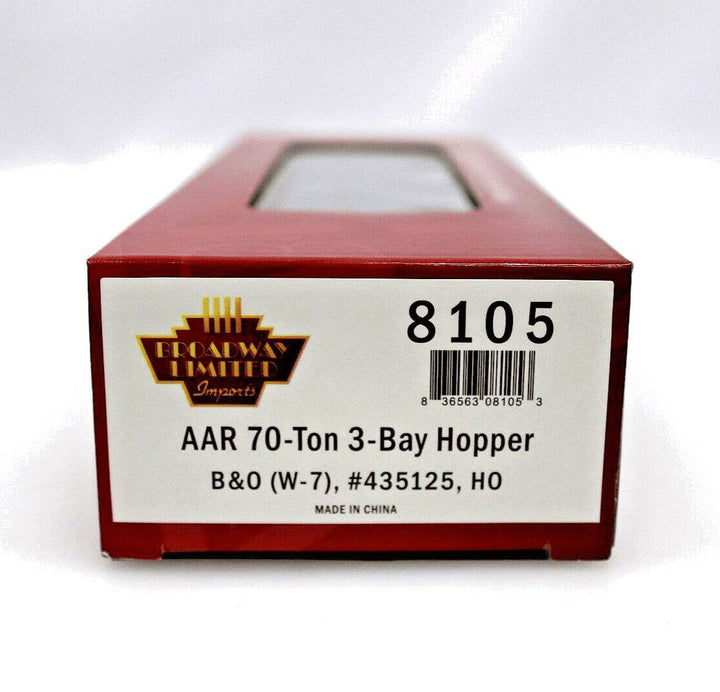 BROADWAY
LIMITED
Imports
8105
8 36563 08105 3
AAR 70-Ton 3-Bay Hopper
B&O (W-7), #435125, HO
MADE IN CHINA